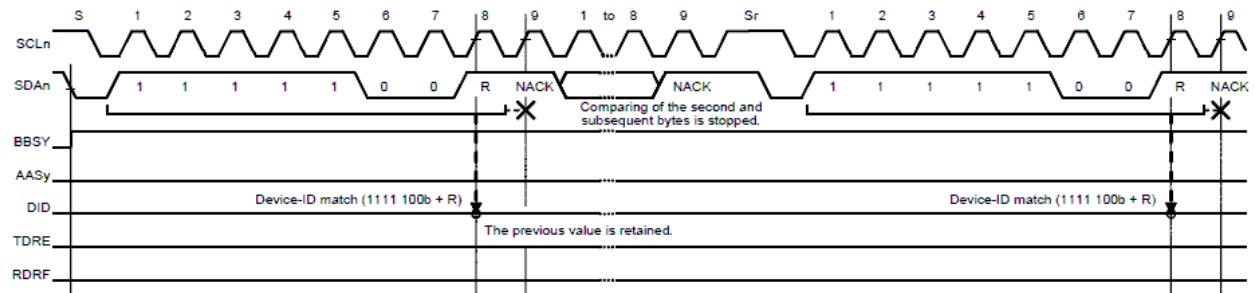 S 1 2 3 4 5 6 7 8 9 1 to 8 9 Sr 1 2 3 4 5 6 7 8 9
SCLn
SDAn 1 1 1 1 1 0 0 R NACK NACK 1 1 1 1 1 0 0 R NACK
Comparing of the second and
subsequent bytes is stopped.
BBSY
AASy
Device-ID match (1111 100b + R) Device-ID match (1111 100b + R)
DID
The previous value is retained.
TDRE
RDRF